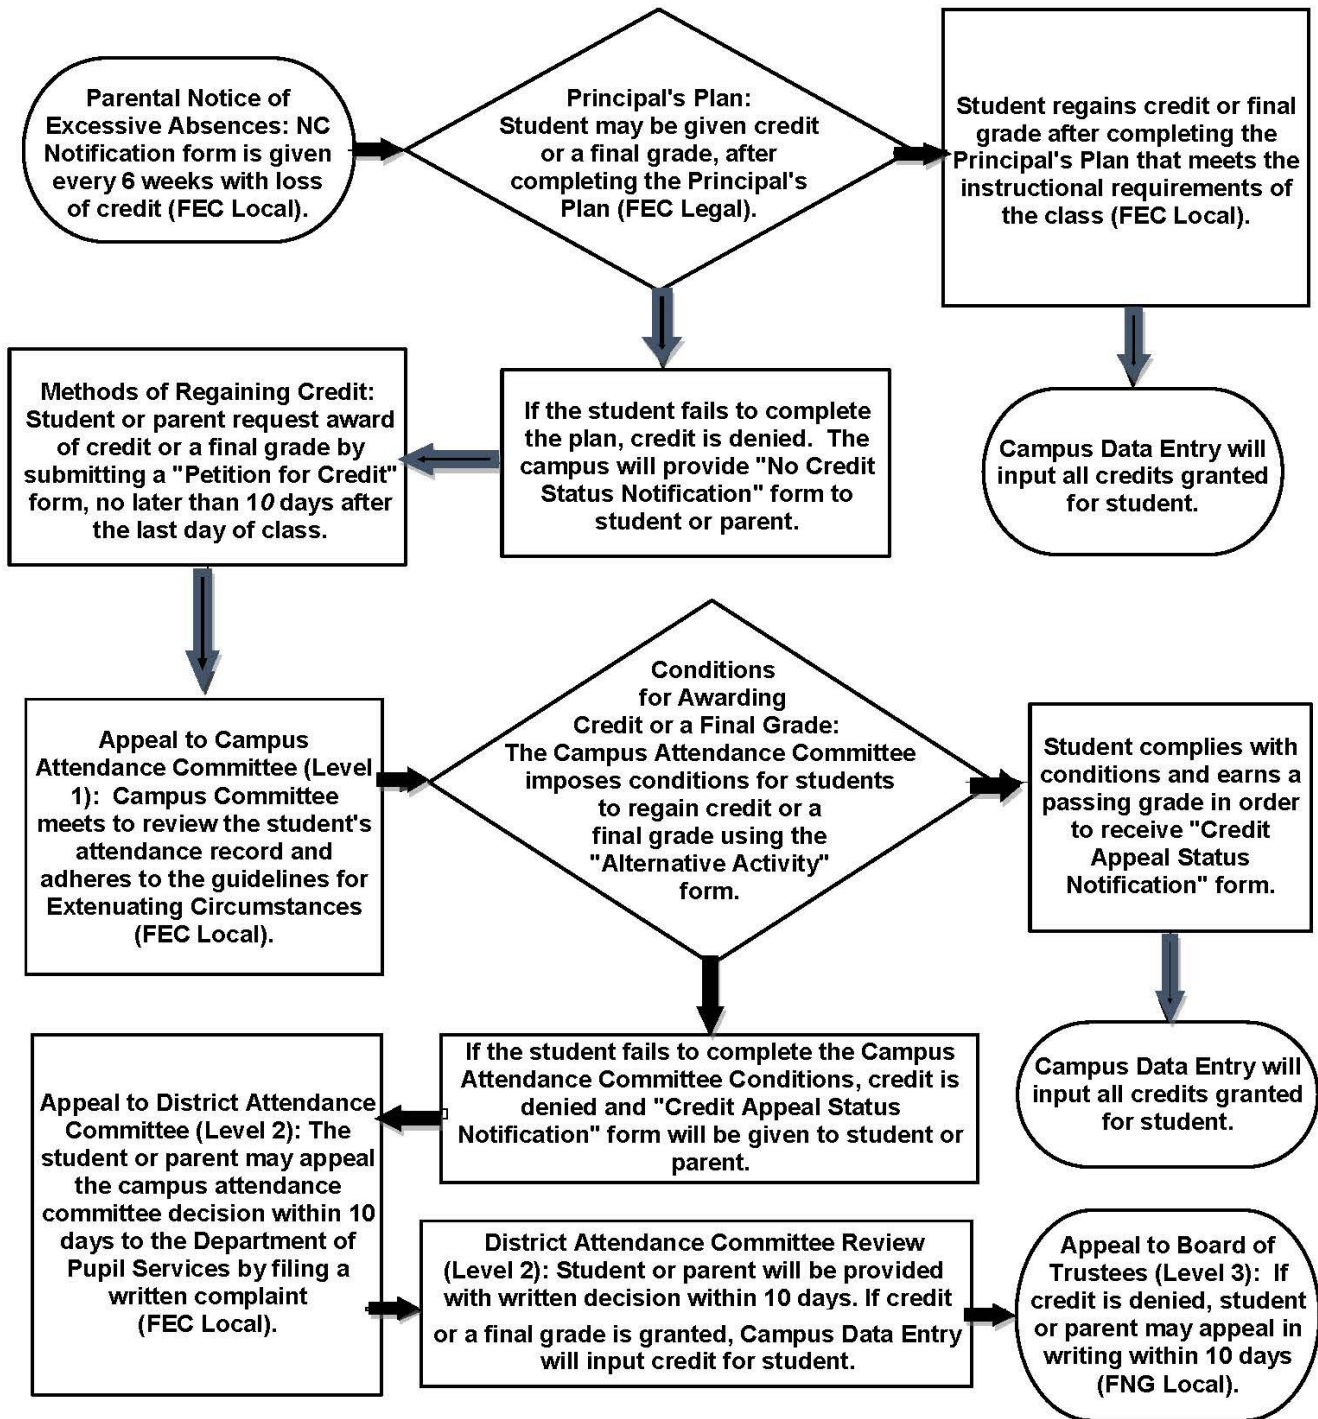 Parental Notice of
Excessive Absences: NC
Notification form is given
every 6 weeks with loss
of credit (FEC Local).
Principal's Plan:
Student may be given credit
or a final grade, after
completing the Principal's
Plan (FEC Legal).
Student regains credit or final
grade after completing the
Principal's Plan that meets the
instructional requirements of
the class (FEC Local).
Methods of Regaining Credit:
Student or parent request award
of credit or a final grade by
submitting a "Petition for Credit"
form, no later than 10 days after
the last day of class.
If the student fails to complete
the plan, credit is denied.  The
campus will provide "No Credit
Status Notification" form to
student or parent.
Campus Data Entry will
input all credits granted
for student.
Appeal to Campus
Attendance Committee (Level
1):  Campus Committee
meets to review the student's
attendance record and
adheres to the guidelines for
Extenuating Circumstances
(FEC Local).
Conditions
for Awarding
Credit or a Final Grade:
The Campus Attendance Committee
imposes conditions for students
to regain credit or a
final grade using the
"Alternative Activity"
form.
Student complies with
conditions and earns a
passing grade in order
to receive "Credit
Appeal Status
Notification" form.
Appeal to District Attendance
Committee (Level 2): The
student or parent may appeal
the campus attendance
committee decision within 10
days to the Department of
Pupil Services by filing a
written complaint
(FEC Local).
If the student fails to complete the Campus
Attendance Committee Conditions, credit is
denied and "Credit Appeal Status
Notification" form will be given to student or
parent.
Campus Data Entry will
input all credits granted
for student.
District Attendance Committee Review
(Level 2): Student or parent will be provided
with written decision within 10 days. If credit
or a final grade is granted, Campus Data Entry
will input credit for student.
Appeal to Board of
Trustees (Level 3):  If
credit is denied, student
or parent may appeal in
writing within 10 days
(FNG Local).